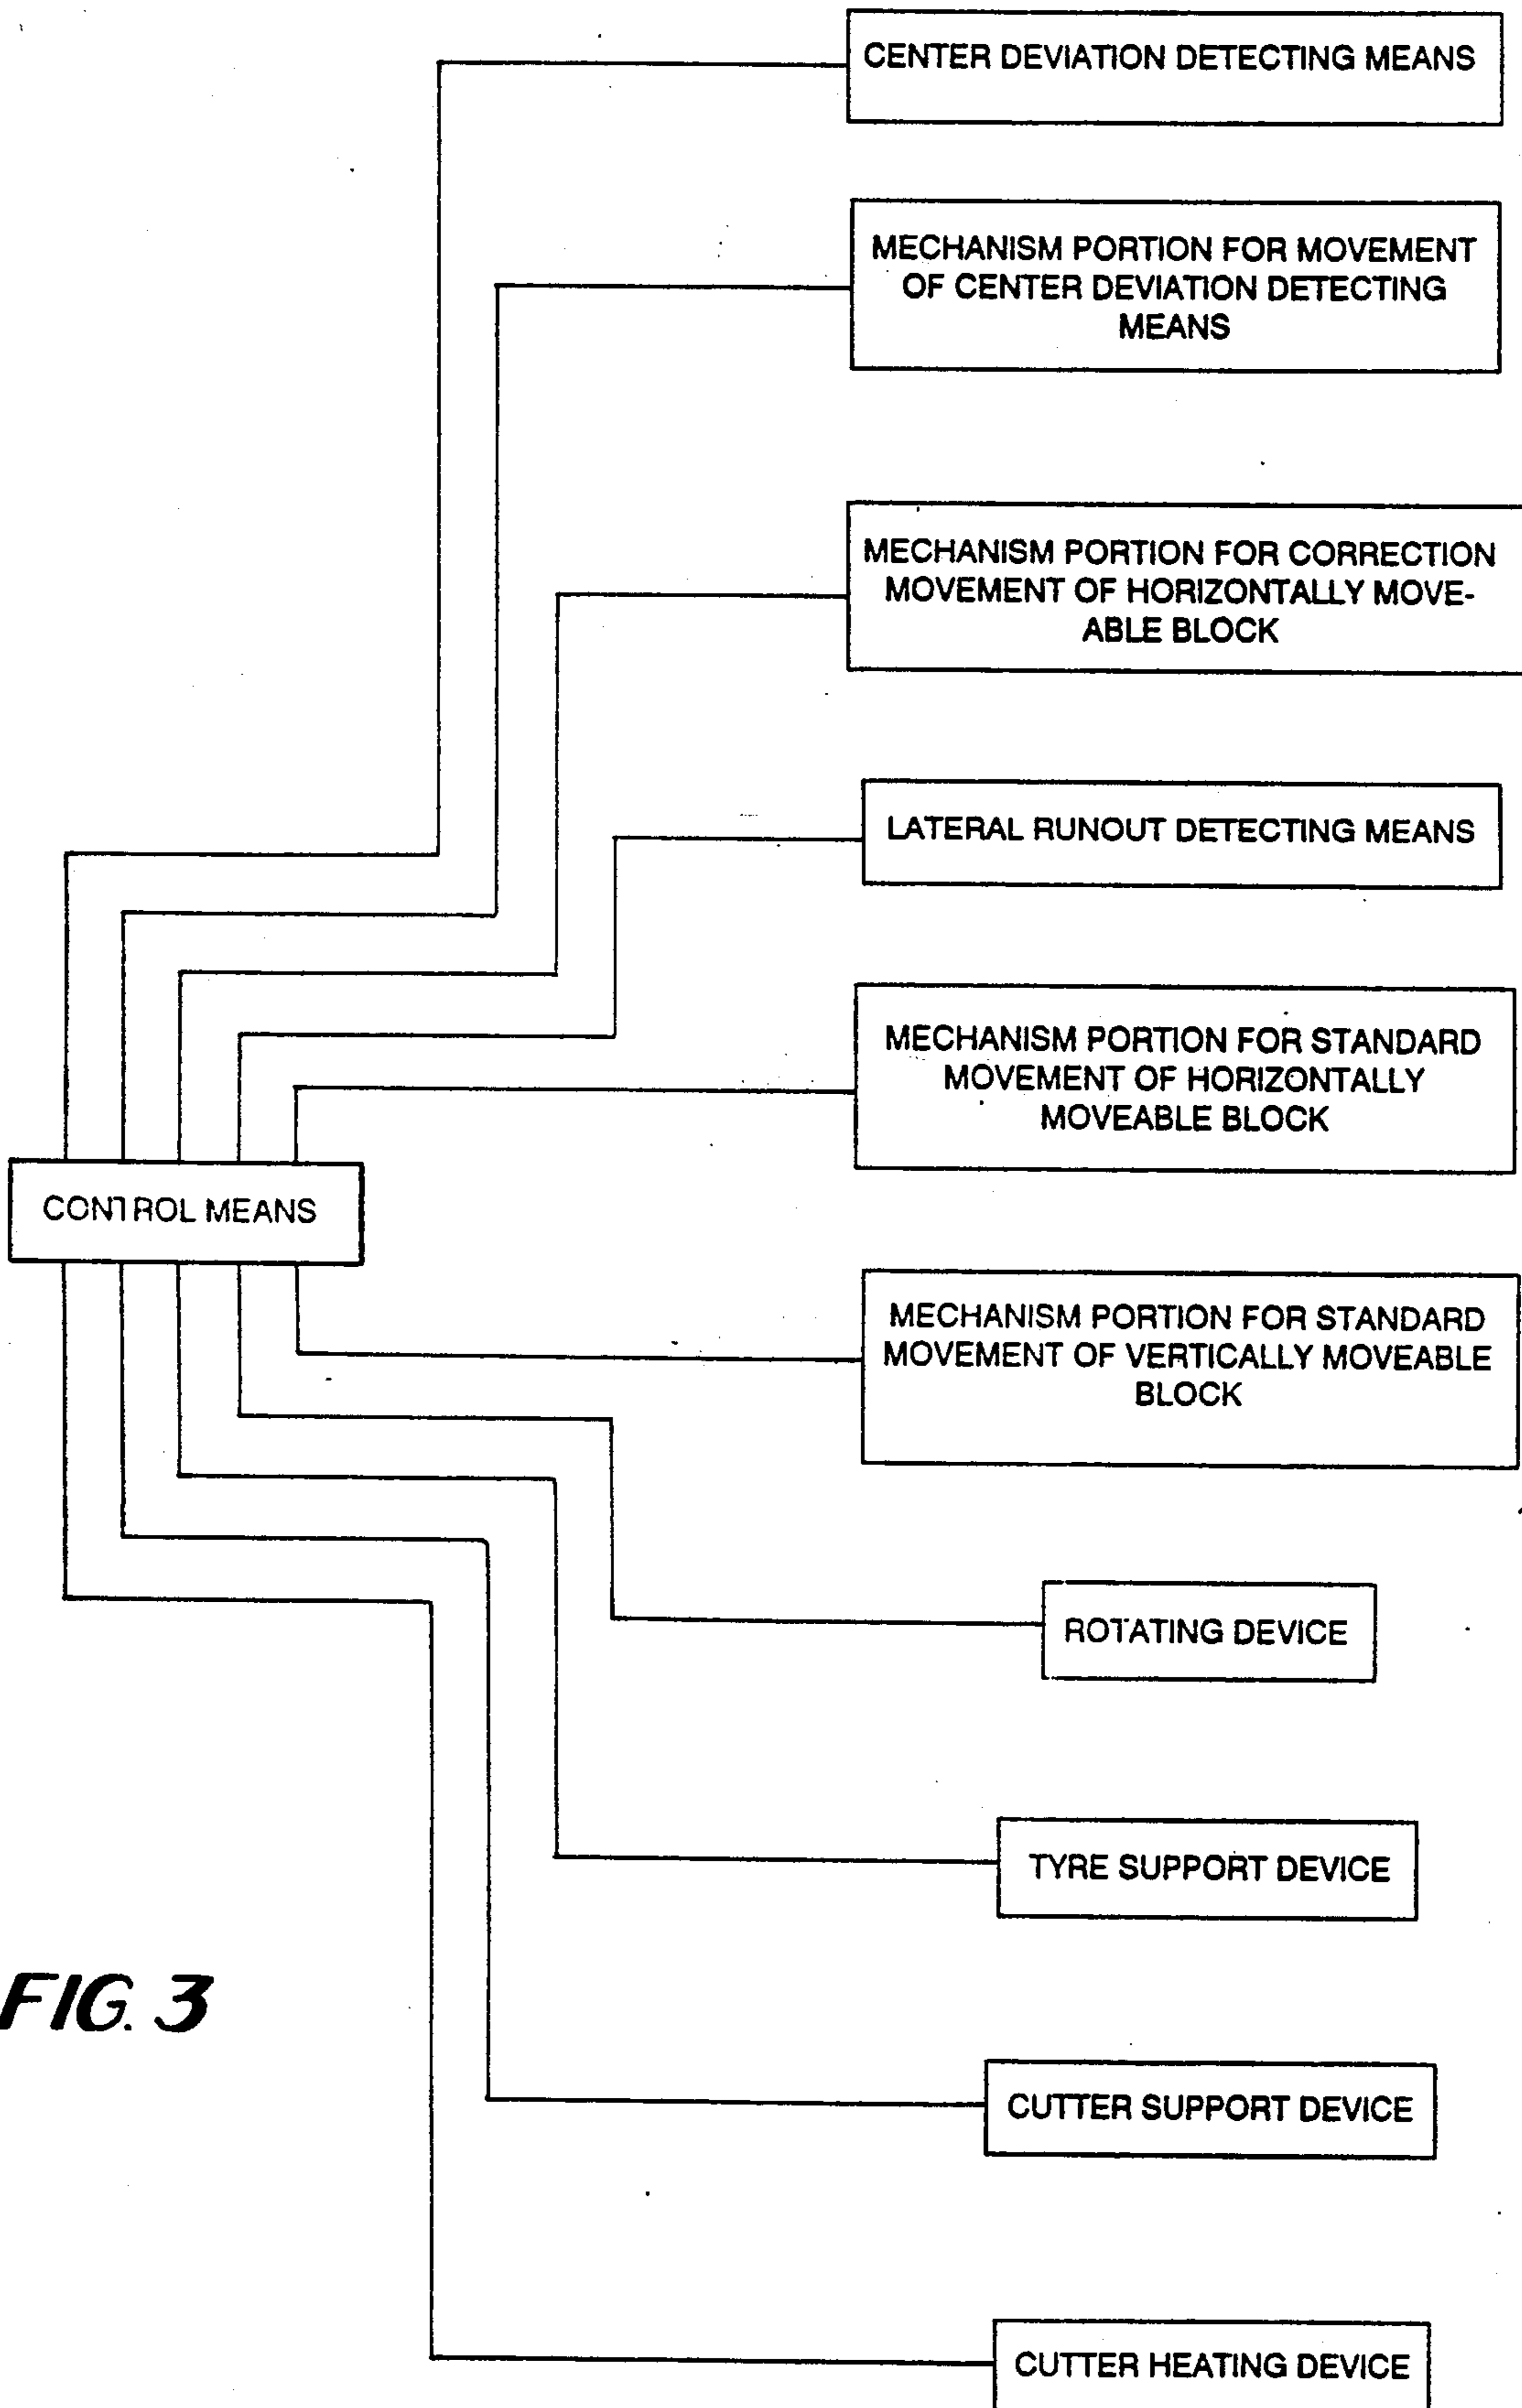 CENTER DEVIATION DETECTING MEANS
MECHANISM PORTION FOR MOVEMENT
OF CENTER DEVIATION DETECTING
MEANS
MECHANISM PORTION FOR CORRECTION
MOVEMENT OF HORIZONTALLY MOVE-
ABLE BLOCK
LATERAL RUNOUT DETECTING MEANS
MECHANISM PORTION FOR STANDARD
MOVEMENT OF HORIZONTALLY
MOVEABLE BLOCK
CONTROL MEANS
MECHANISM PORTION FOR STANDARD
MOVEMENT OF VERTICALLY MOVEABLE
BLOCK
ROTATING DEVICE
TYRE SUPPORT DEVICE
FIG. 3
CUTTER SUPPORT DEVICE
CUTTER HEATING DEVICE